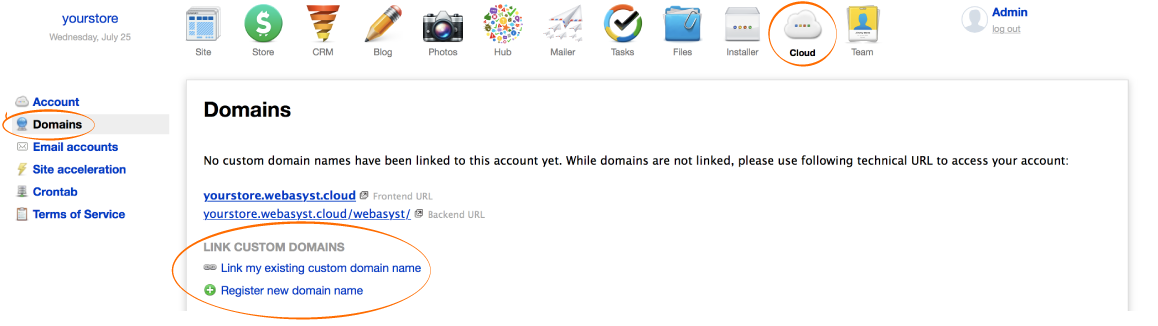 yourstore
Wednesday, July 25
Site
Store
CRM
Blog
Photos
Hub
Mailer
Tasks
Files
Installer
Cloud
Team
Admin
log out
Account
Domains
Email accounts
Site acceleration
Crontab
Terms of Service
Domains
No custom domain names have been linked to this account yet. While domains are not linked, please use following technical URL to access your account:
yourstore.webasyst.cloud Frontend URL
yourstore.webasyst.cloud/webasyst/ Backend URL
LINK CUSTOM DOMAINS
Link my existing custom domain name
Register new domain name